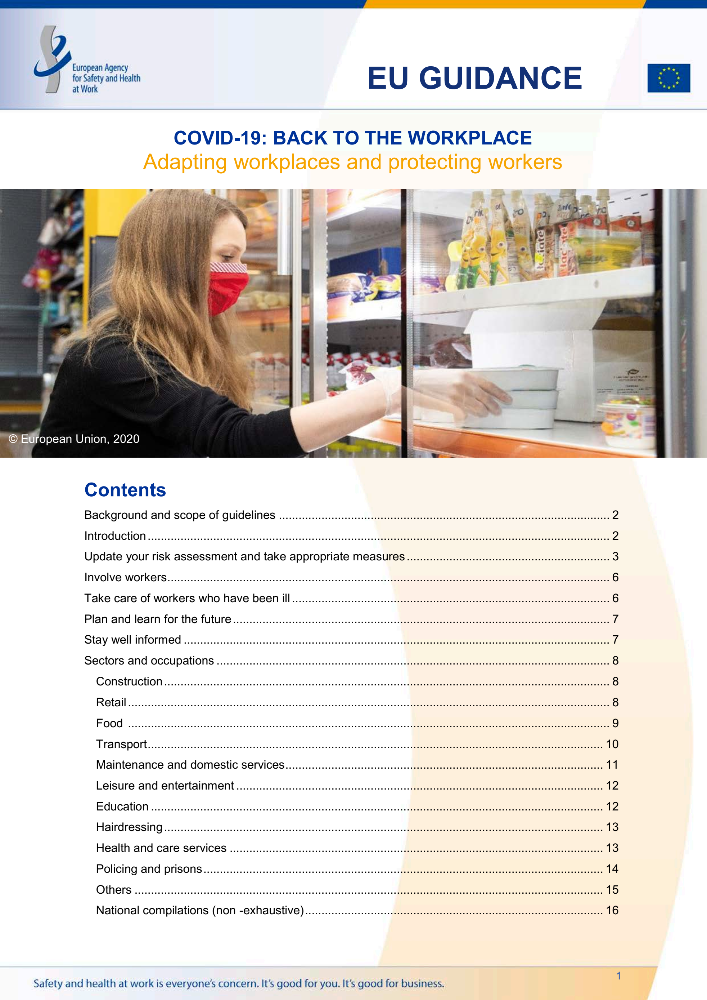 European Agency
for Safety and Health
at Work
EU GUIDANCE
COVID-19: BACK TO THE WORKPLACE
Adapting workplaces and protecting workers
© European Union, 2020
Contents
Background and scope of guidelines ........ 2
Introduction ........ 2
Update your risk assessment and take appropriate measures ........ 3
Involve workers ........ 6
Take care of workers who have been ill ........ 6
Plan and learn for the future ........ 7
Stay well informed ........ 7
Sectors and occupations ........ 8
Construction ........ 8
Retail ........ 8
Food ........ 9
Transport ........ 10
Maintenance and domestic services ........ 11
Leisure and entertainment ........ 12
Education ........ 12
Hairdressing ........ 13
Health and care services ........ 13
Policing and prisons ........ 14
Others ........ 15
National compilations (non -exhaustive) ........ 16
Safety and health at work is everyone's concern. It's good for you. It's good for business.
1